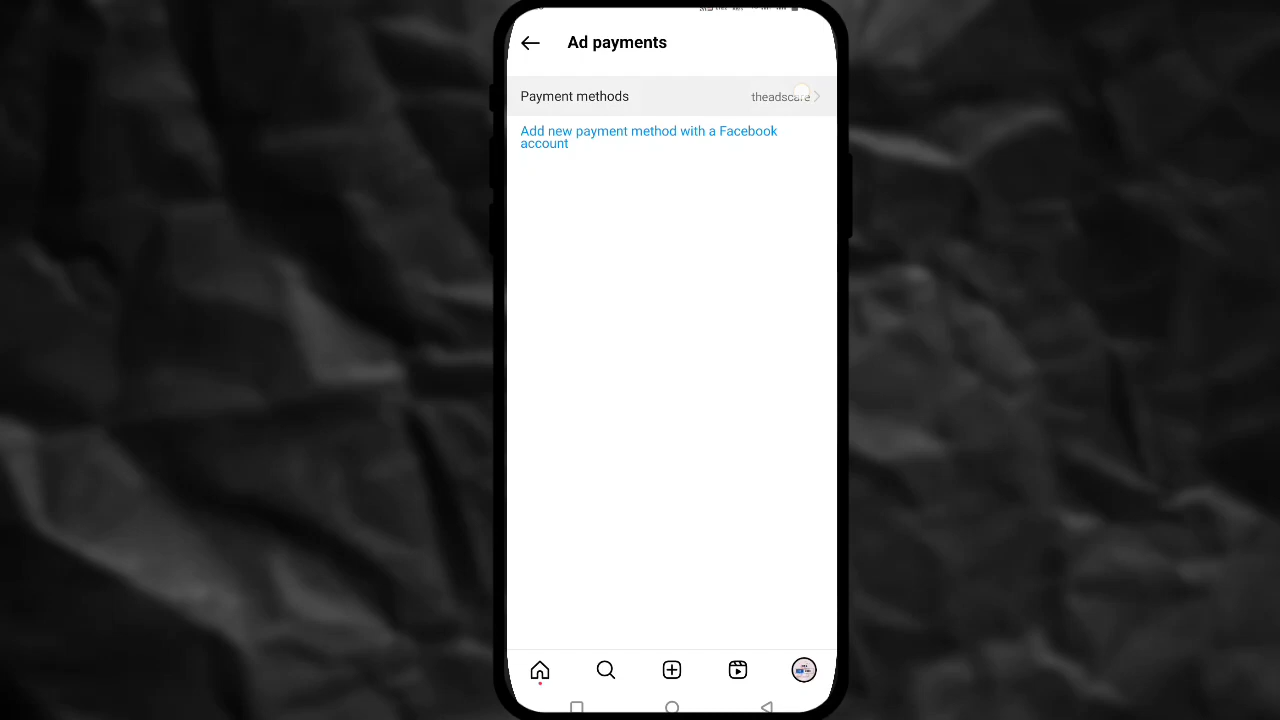 Ad payments
Payment methods theadscare
Add new payment method with a Facebook
account